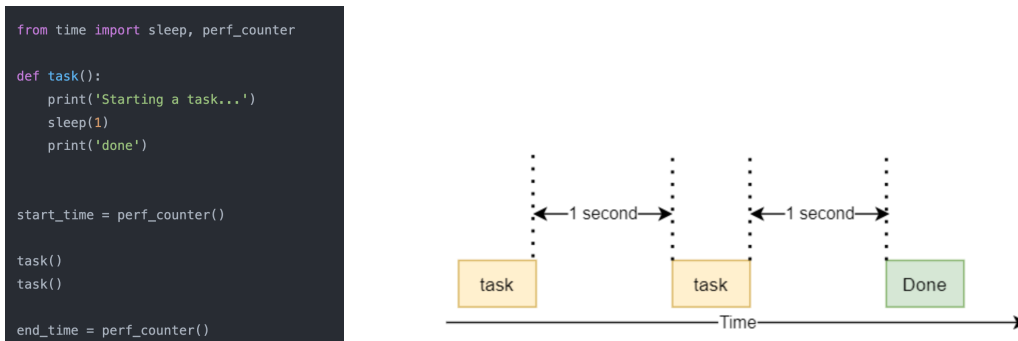 from time import sleep, perf_counter
def task():
    print('Starting a task...')
    sleep(1)
    print('done')
start_time = perf_counter()
task()
task()
end_time = perf_counter()
1 second
1 second
task
task
Done
Time